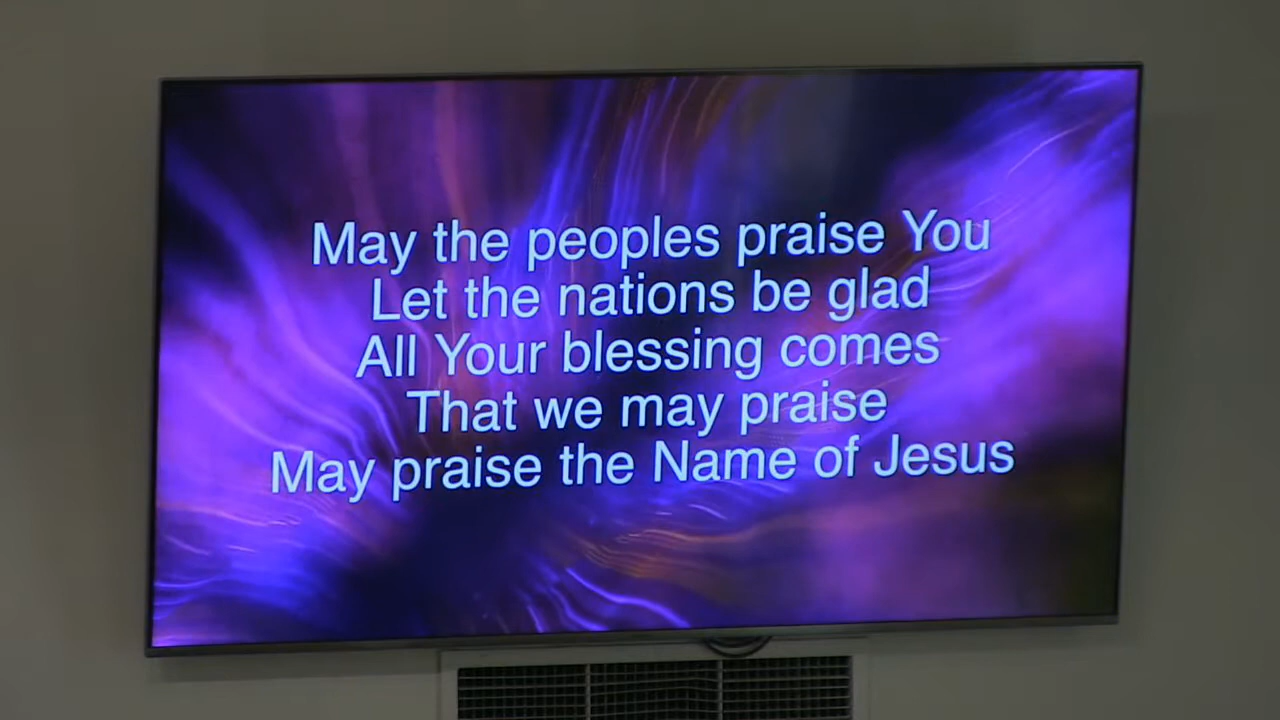 May the peoples praise You
Let the nations be glad
All Your blessing comes
That we may praise
May praise the Name of Jesus